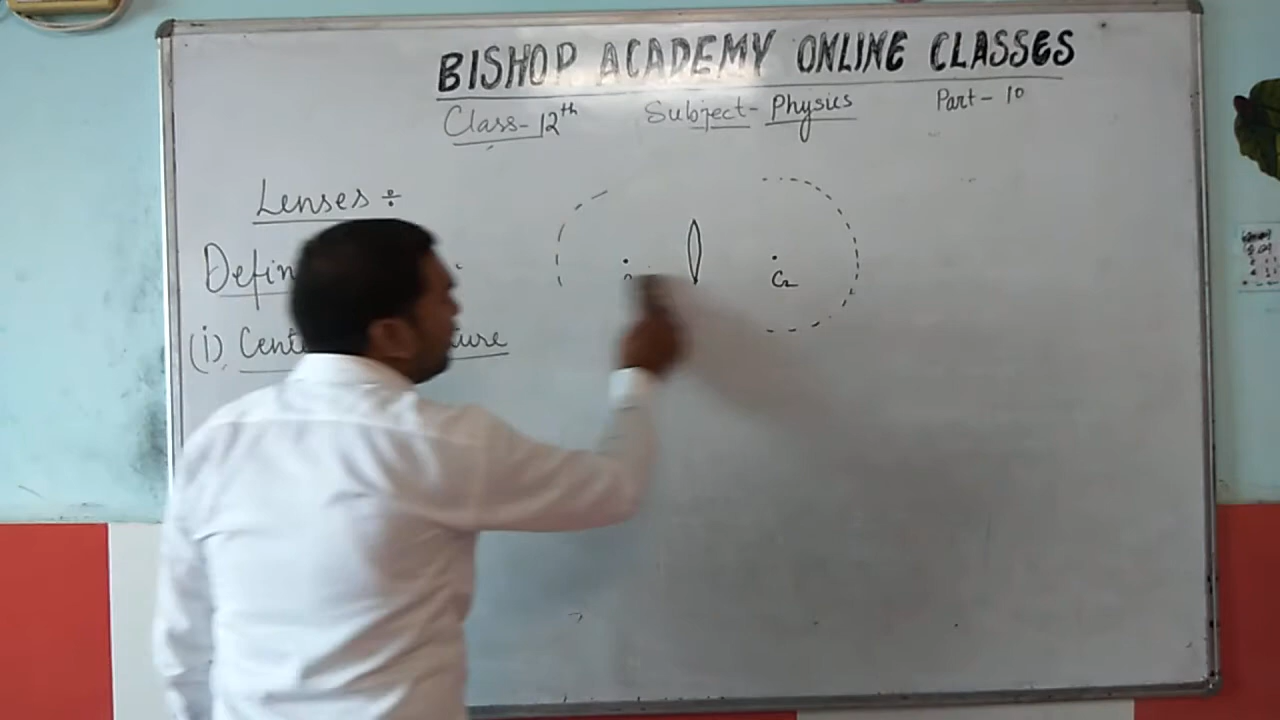 BISHOP ACADEMY ONLINE CLASSES
Class-12th Subject-Physics Part-10
Lenses ÷
(i)
C2